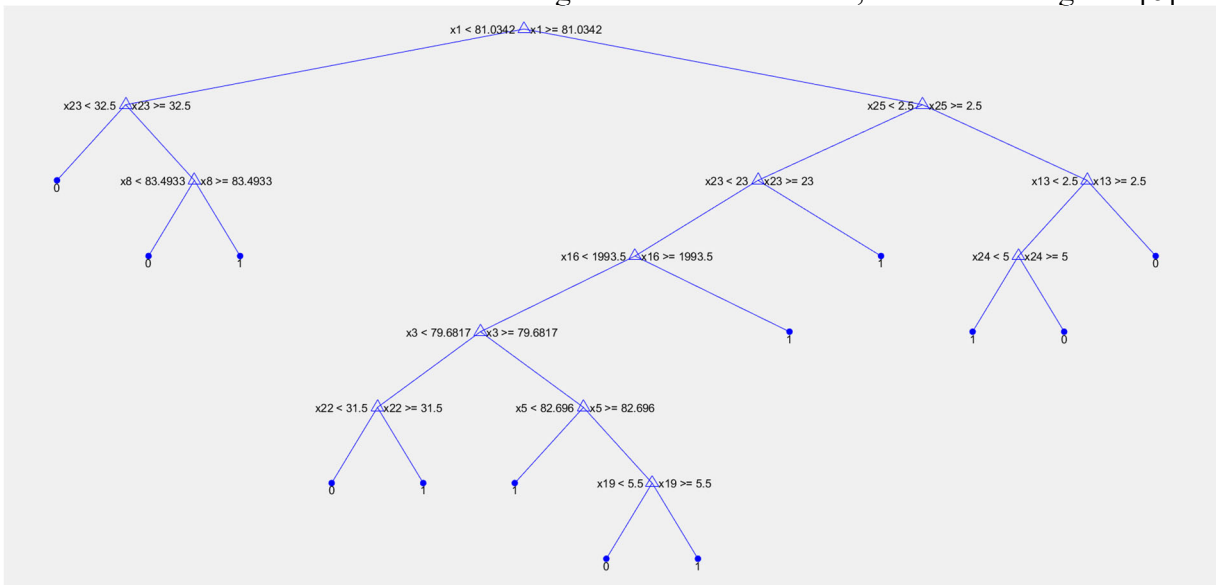 x1 < 81.0342 x1 >= 81.0342
x23 < 32.5 x23 >= 32.5 x25 < 2.5 x25 >= 2.5
0 x8 < 83.4933 x8 >= 83.4933 x23 < 23 x23 >= 23 x13 < 2.5 x13 >= 2.5
0 1 x16 < 1993.5 x16 >= 1993.5 1 x24 < 5 x24 >= 5 0
x3 < 79.6817 x3 >= 79.6817 1 1 0
x22 < 31.5 x22 >= 31.5 x5 < 82.696 x5 >= 82.696
0 1 1 x19 < 5.5 x19 >= 5.5
0 1